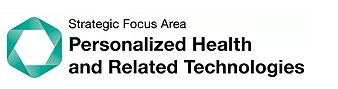 Strategic Focus Area
Personalized Health
and Related Technologies